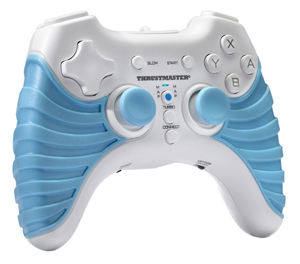 SLOW START
THRUSTMASTER
X
Y A
B
TURBO
CONNECT